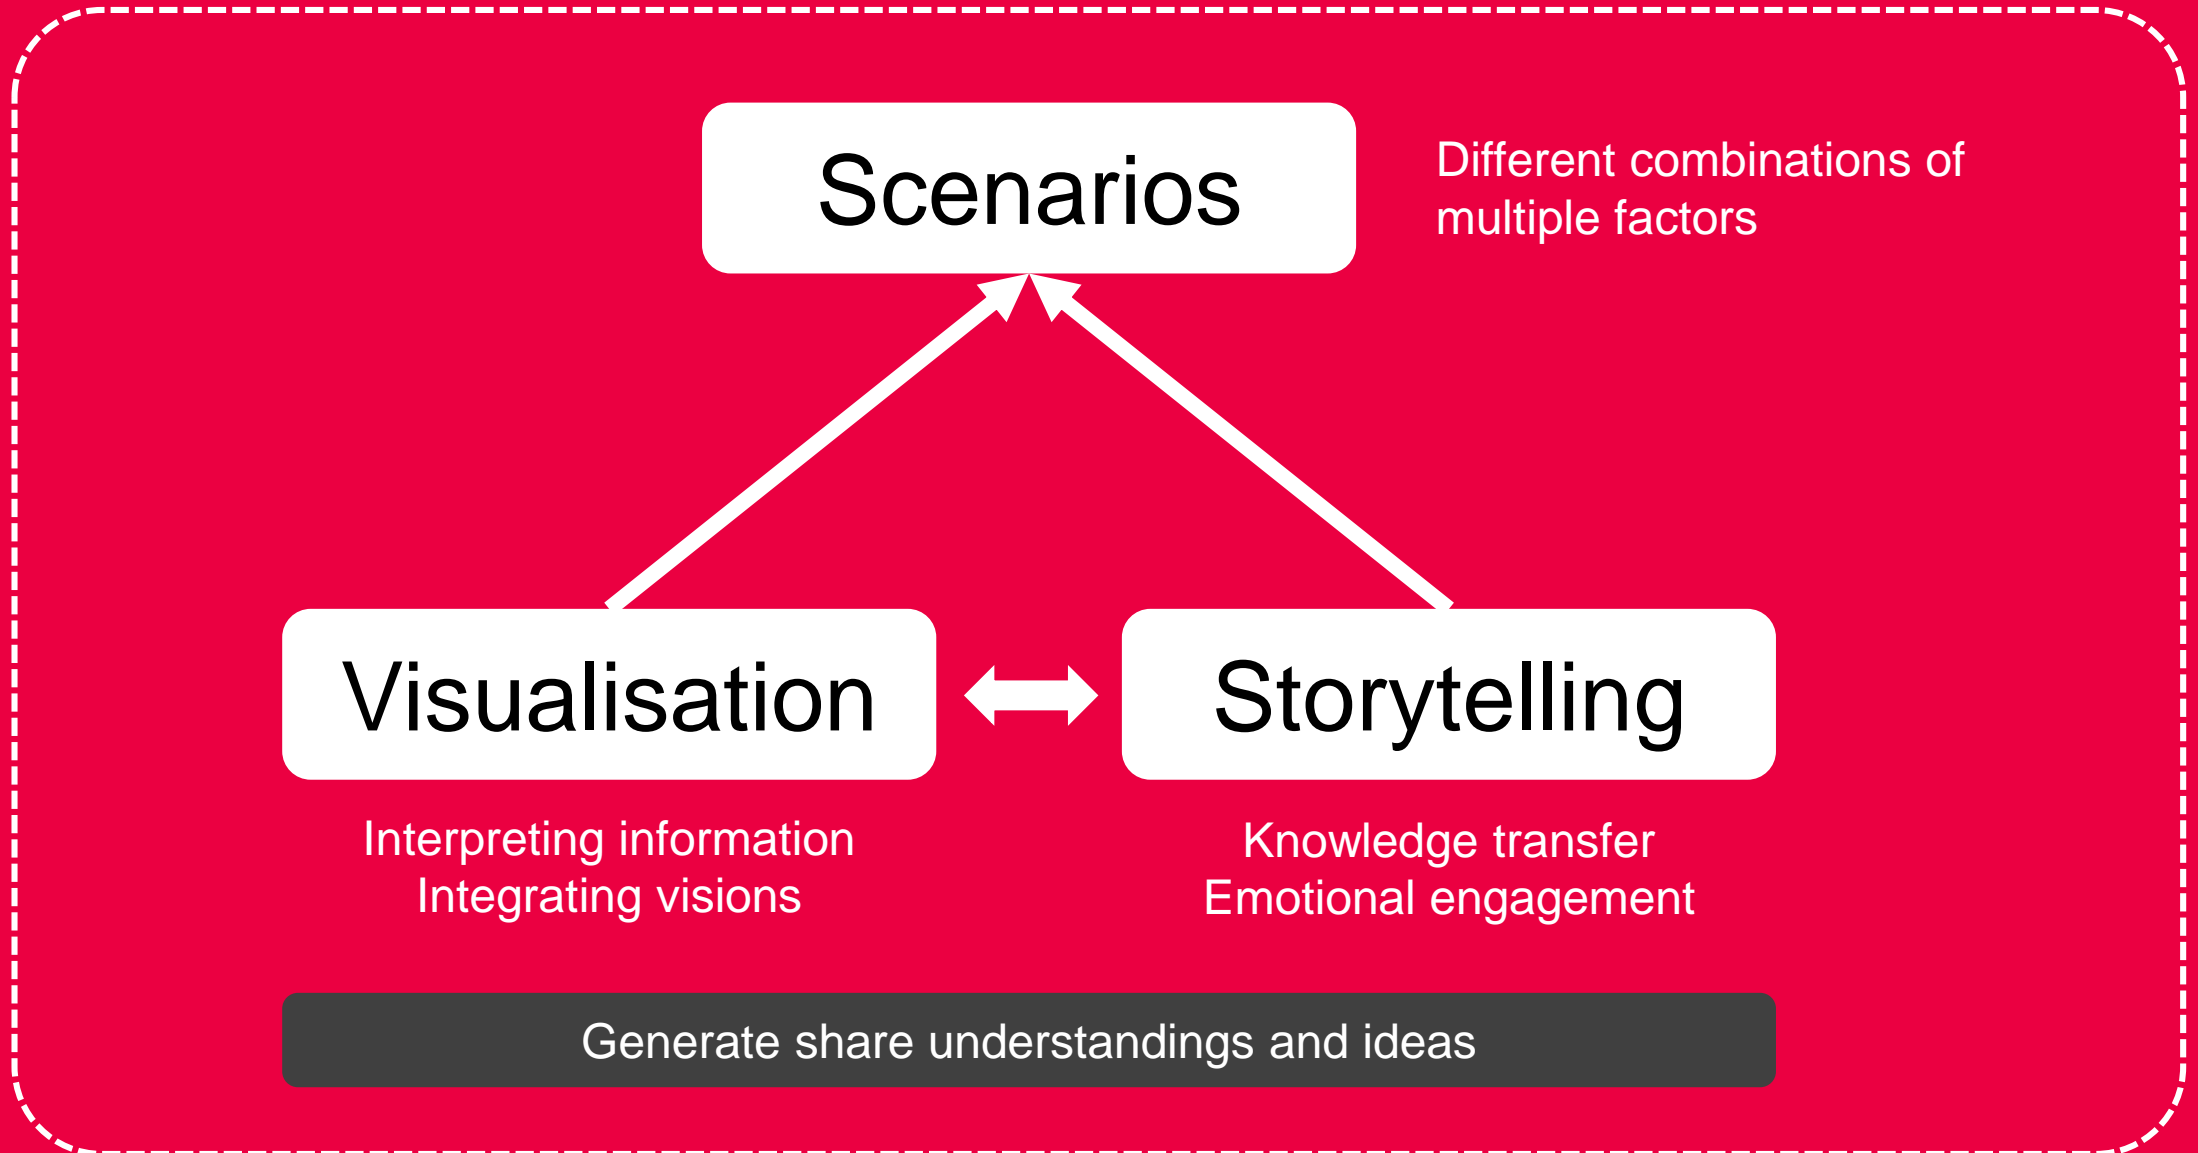 Scenarios
Different combinations of
multiple factors
Visualisation
Storytelling
Interpreting information
Integrating visions
Knowledge transfer
Emotional engagement
Generate share understandings and ideas